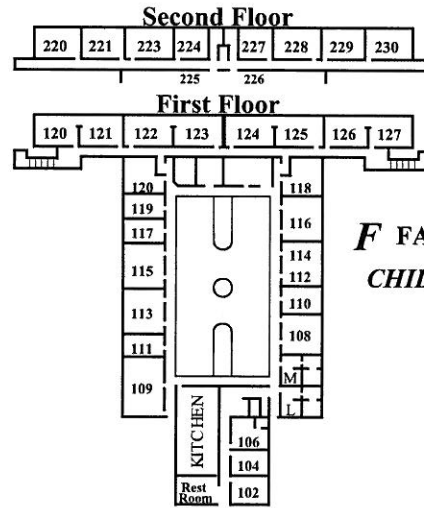 Second Floor
220 221 223 224 227 228 229 230
225 226
First Floor
120 121 122 123 124 125 126 127
120 118
119
117 116
F FA
114
115 112
CHIL
110
113
108
111
109 M
L
KITCHEN
106
104
Rest
Room
102